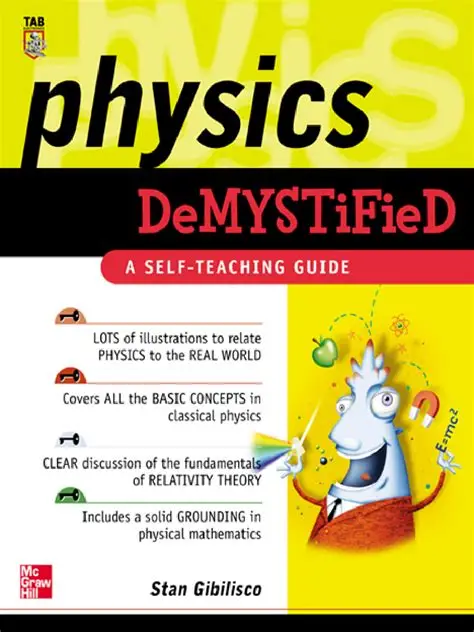 TAB
physics
DeMYSTiFieD
A SELF-TEACHING GUIDE
LOTS of illustrations to relate
PHYSICS to the REAL WORLD
Covers ALL the BASIC CONCEPTS in
classical physics
CLEAR discussion of the fundamentals
of RELATIVITY THEORY
Includes a solid GROUNDING in
physical mathematics
E=mc²
Mc
Graw
Hill
Stan Gibilisco